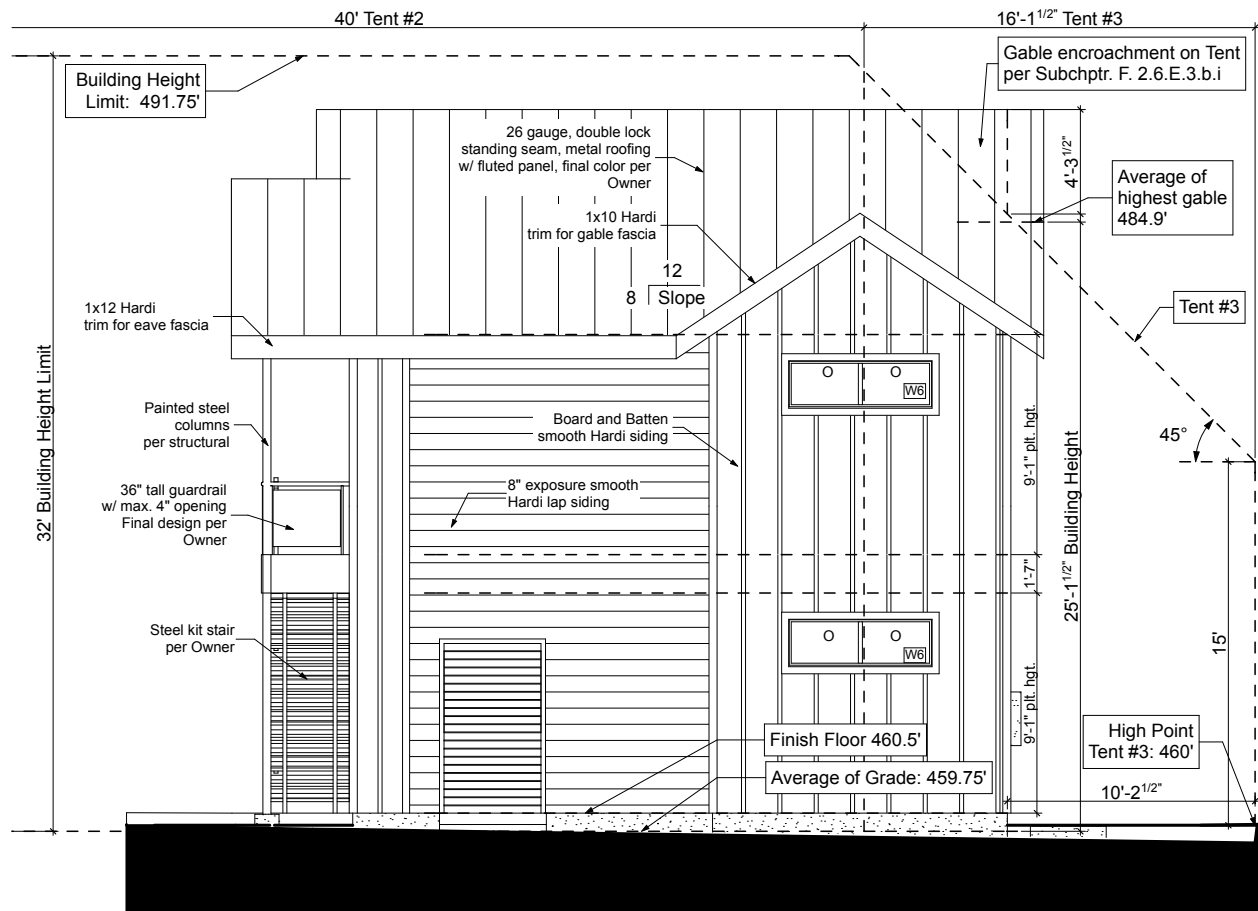 40' Tent #2
16'-1 1/2" Tent #3
Building Height
Limit: 491.75'
Gable encroachment on Tent
per Subchptr. F. 2.6.E.3.b.i
26 gauge, double lock
standing seam, metal roofing
w/ fluted panel, final color per
Owner
4'-3 1/2"
Average of
highest gable
484.9'
1x10 Hardi
trim for gable fascia
12
8
Slope
1x12 Hardi
trim for eave fascia
Tent #3
32' Building Height Limit
O
O
W6
Painted steel
columns
per structural
Board and Batten
smooth Hardi siding
9'-1" plt. hgt.
45°
36" tall guardrail
w/ max. 4" opening
Final design per
Owner
8" exposure smooth
Hardi lap siding
1'-7"
25'-1 1/2" Building Height
Steel kit stair
per Owner
O
O
W6
15'
9'-1" plt. hgt.
Finish Floor 460.5'
High Point
Tent #3: 460'
Average of Grade: 459.75'
10'-2 1/2"